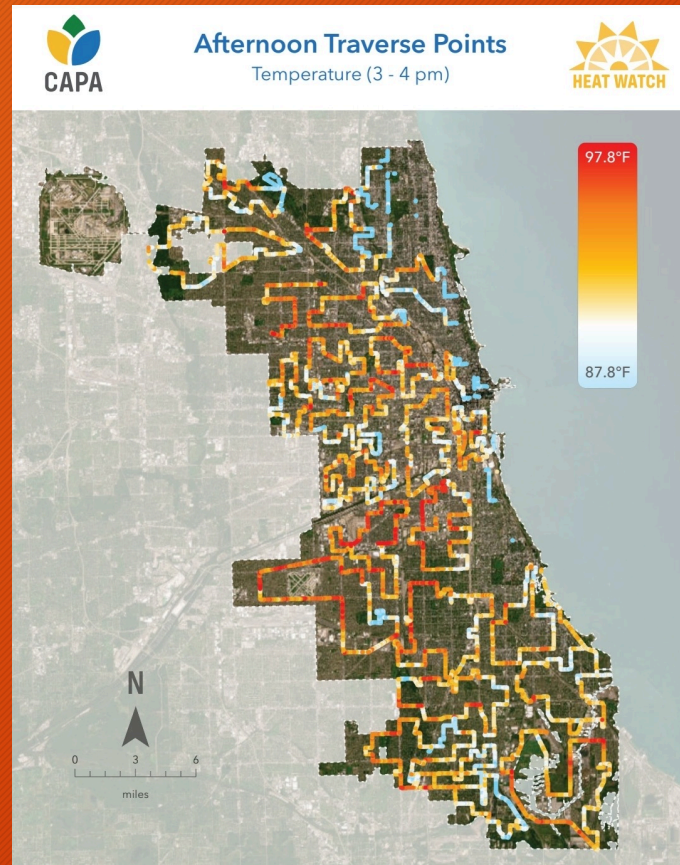 CAPA
Afternoon Traverse Points
Temperature (3 - 4 pm)
HEAT WATCH
97.8°F
87.8°F
N
0 3 6
miles